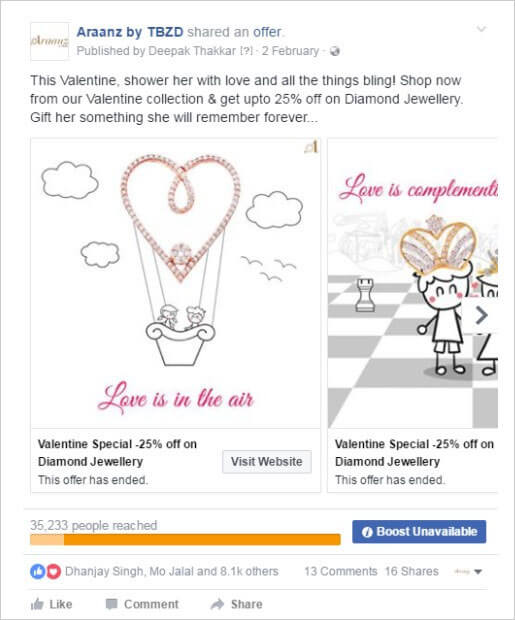 Araanz
Araanz by TBZD shared an offer.
Published by Deepak Thakkar [?] · 2 February ·
This Valentine, shower her with love and all the things bling! Shop now
from our Valentine collection & get upto 25% off on Diamond Jewellery.
Gift her something she will remember forever...
A
Love is in the air
Valentine Special -25% off on
Diamond Jewellery
This offer has ended.
Visit Website
Love is complementi
Valentine Special -25% off on
Diamond Jewellery
This offer has ended.
35,233 people reached
Boost Unavailable
Dhanjay Singh, Mo Jalal and 8.1k others
13 Comments 16 Shares
Like Comment Share